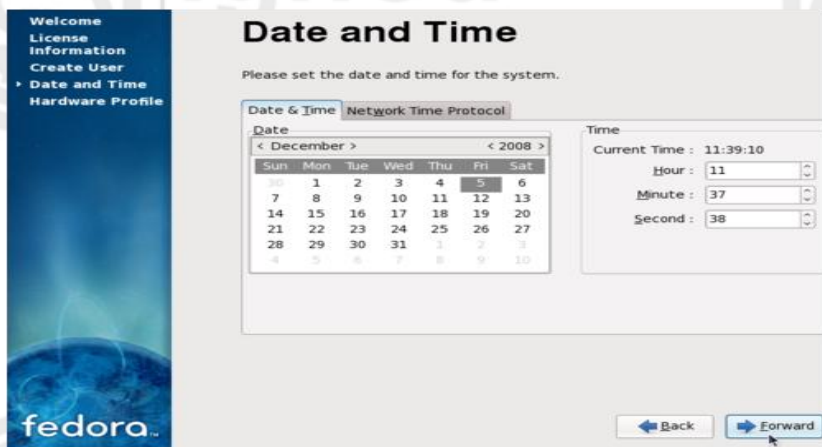 Welcome
License
Information
Create User
Date and Time
Hardware Profile
fedora
Date and Time
Please set the date and time for the system.
Date & Time Network Time Protocol
Date
< December > < 2008 >
Sun Mon Tue Wed Thu Fri Sat
30 1 2 3 4 5 6
7 8 9 10 11 12 13
14 15 16 17 18 19 20
21 22 23 24 25 26 27
28 29 30 31 1 2 3
4 5 6 7 8 9 10
Time
Current Time : 11:39:10
Hour : 11
Minute : 37
Second : 38
Back Forward